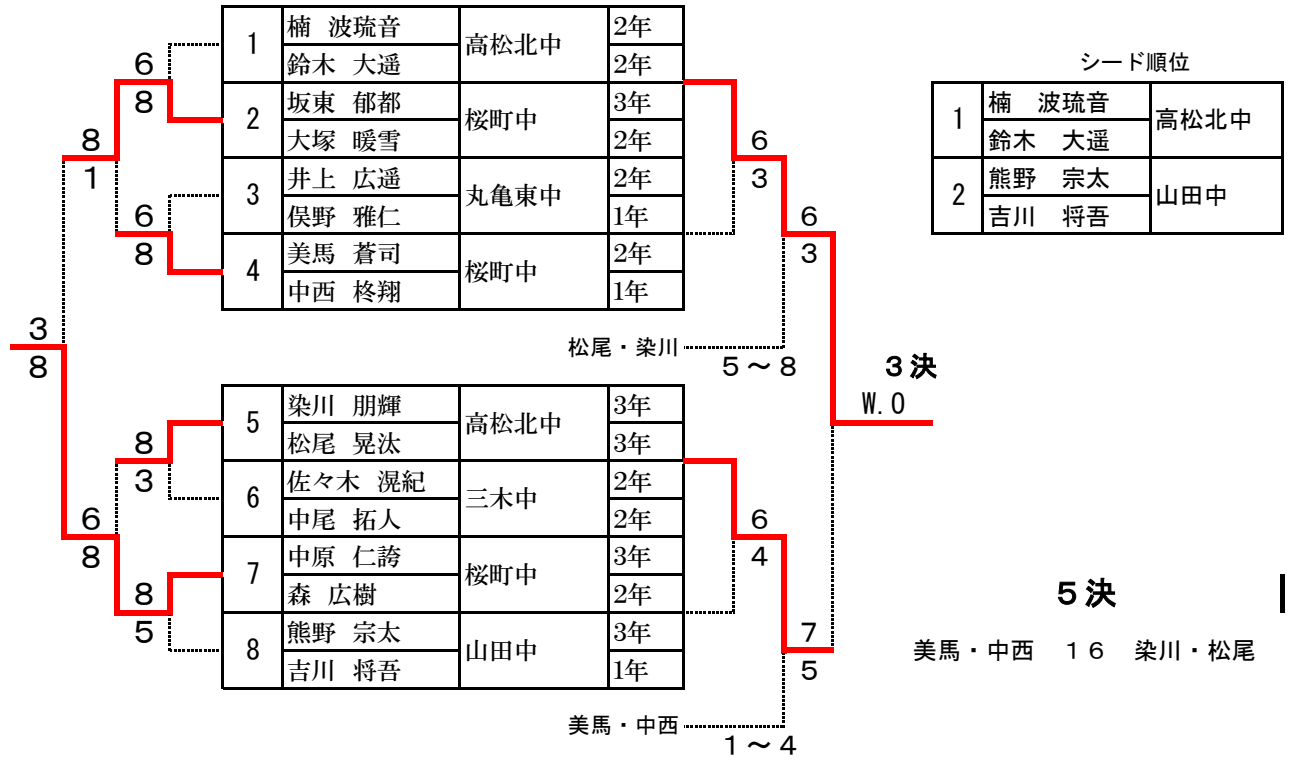 シード順位
1 楠 波琉音 高松北中
鈴木 大遥
2 熊野 宗太 山田中
吉川 将吾
1 楠 波琉音 高松北中 2年
鈴木 大遥 2年
2 坂東 郁都 桜町中 3年
大塚 暖雪 2年
3 井上 広遥 丸亀東中 2年
俣野 雅仁 1年
4 美馬 蒼司 桜町中 2年
中西 柊翔 1年
6
8
8
1
6
8
3
8
6
3
6
3
松尾・染川
5～8
3決
W.O
5 染川 朋輝 高松北中 3年
松尾 晃汰 3年
6 佐々木 滉紀 三木中 2年
中尾 拓人 2年
7 中原 仁誇 桜町中 3年
森 広樹 2年
8 熊野 宗太 山田中 3年
吉川 将吾 1年
8
3
6
8
8
5
6
4
7
5
美馬・中西
1～4
5決
美馬・中西 16 染川・松尾